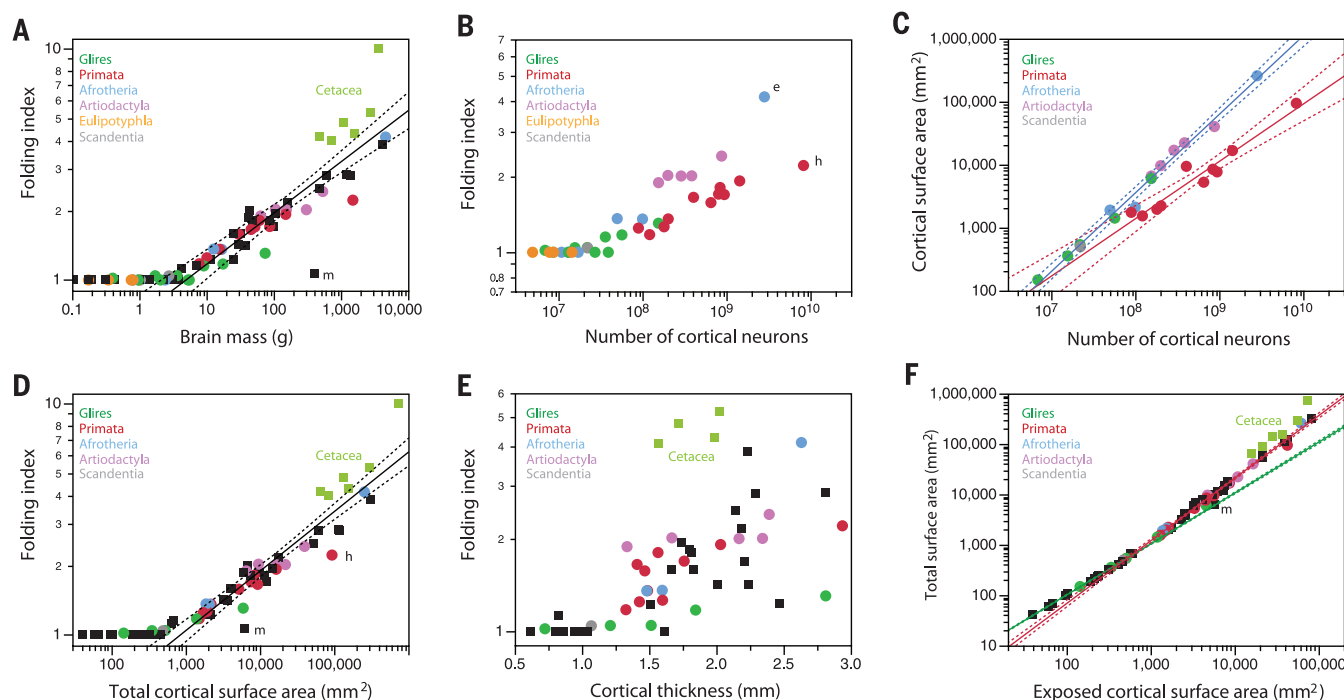 A
Folding index
10
8
6
5
4
3
2
1
Glires
Primata
Afrotheria
Artiodactyla
Eulipotyphla
Scandentia
Cetacea
m
0.1
1
10
100
1,000
10,000
Brain mass (g)
B
Folding index
7
6
5
4
3
2
1
0.8
0.7
e
h
10⁷
10⁸
10⁹
10¹⁰
Number of cortical neurons
C
Cortical surface area (mm²)
1,000,000
100,000
10,000
1,000
100
Glires
Primata
Afrotheria
Artiodactyla
Scandentia
10⁷
10⁸
10⁹
10¹⁰
Number of cortical neurons
D
Folding index
10
8
6
5
4
3
2
1
Glires
Primata
Afrotheria
Artiodactyla
Scandentia
Cetacea
h
m
100
1,000
10,000
100,000
Total cortical surface area (mm²)
E
Folding index
6
5
4
3
2
1
Glires
Primata
Afrotheria
Artiodactyla
Scandentia
Cetacea
0.5
1.0
1.5
2.0
2.5
3.0
Cortical thickness (mm)
F
Total surface area (mm²)
1,000,000
100,000
10,000
1,000
100
10
Glires
Primata
Afrotheria
Artiodactyla
Scandentia
Cetacea
m
100
1,000
10,000
100,000
Exposed cortical surface area (mm²)